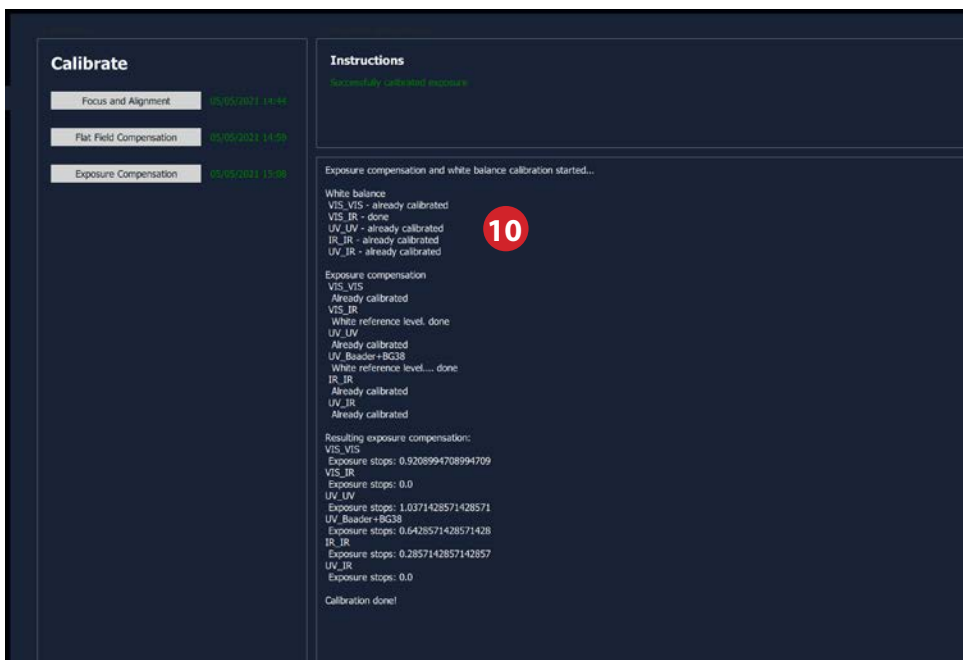 Calibrate
Focus and Alignment 05/05/2021 14:44
Flat Field Compensation 05/05/2021 14:50
Exposure Compensation 05/05/2021 15:00
Instructions
Successfully calibrated exposure
Exposure compensation and white balance calibration started...
White balance
VIS_VIS - already calibrated
VIS_IR - done
UV_UV - already calibrated
IR_IR - already calibrated
UV_IR - already calibrated
10
Exposure compensation
VIS_VIS
Already calibrated
VIS_IR
White reference level. done
UV_UV
Already calibrated
UV_Baader+BG38
White reference level.... done
IR_IR
Already calibrated
UV_IR
Already calibrated
Resulting exposure compensation:
VIS_VIS
Exposure stops: 0.9208994708994709
VIS_IR
Exposure stops: 0.0
UV_UV
Exposure stops: 1.0371428571428571
UV_Baader+BG38
Exposure stops: 0.6428571428571428
IR_IR
Exposure stops: 0.2857142857142857
UV_IR
Exposure stops: 0.0
Calibration done!